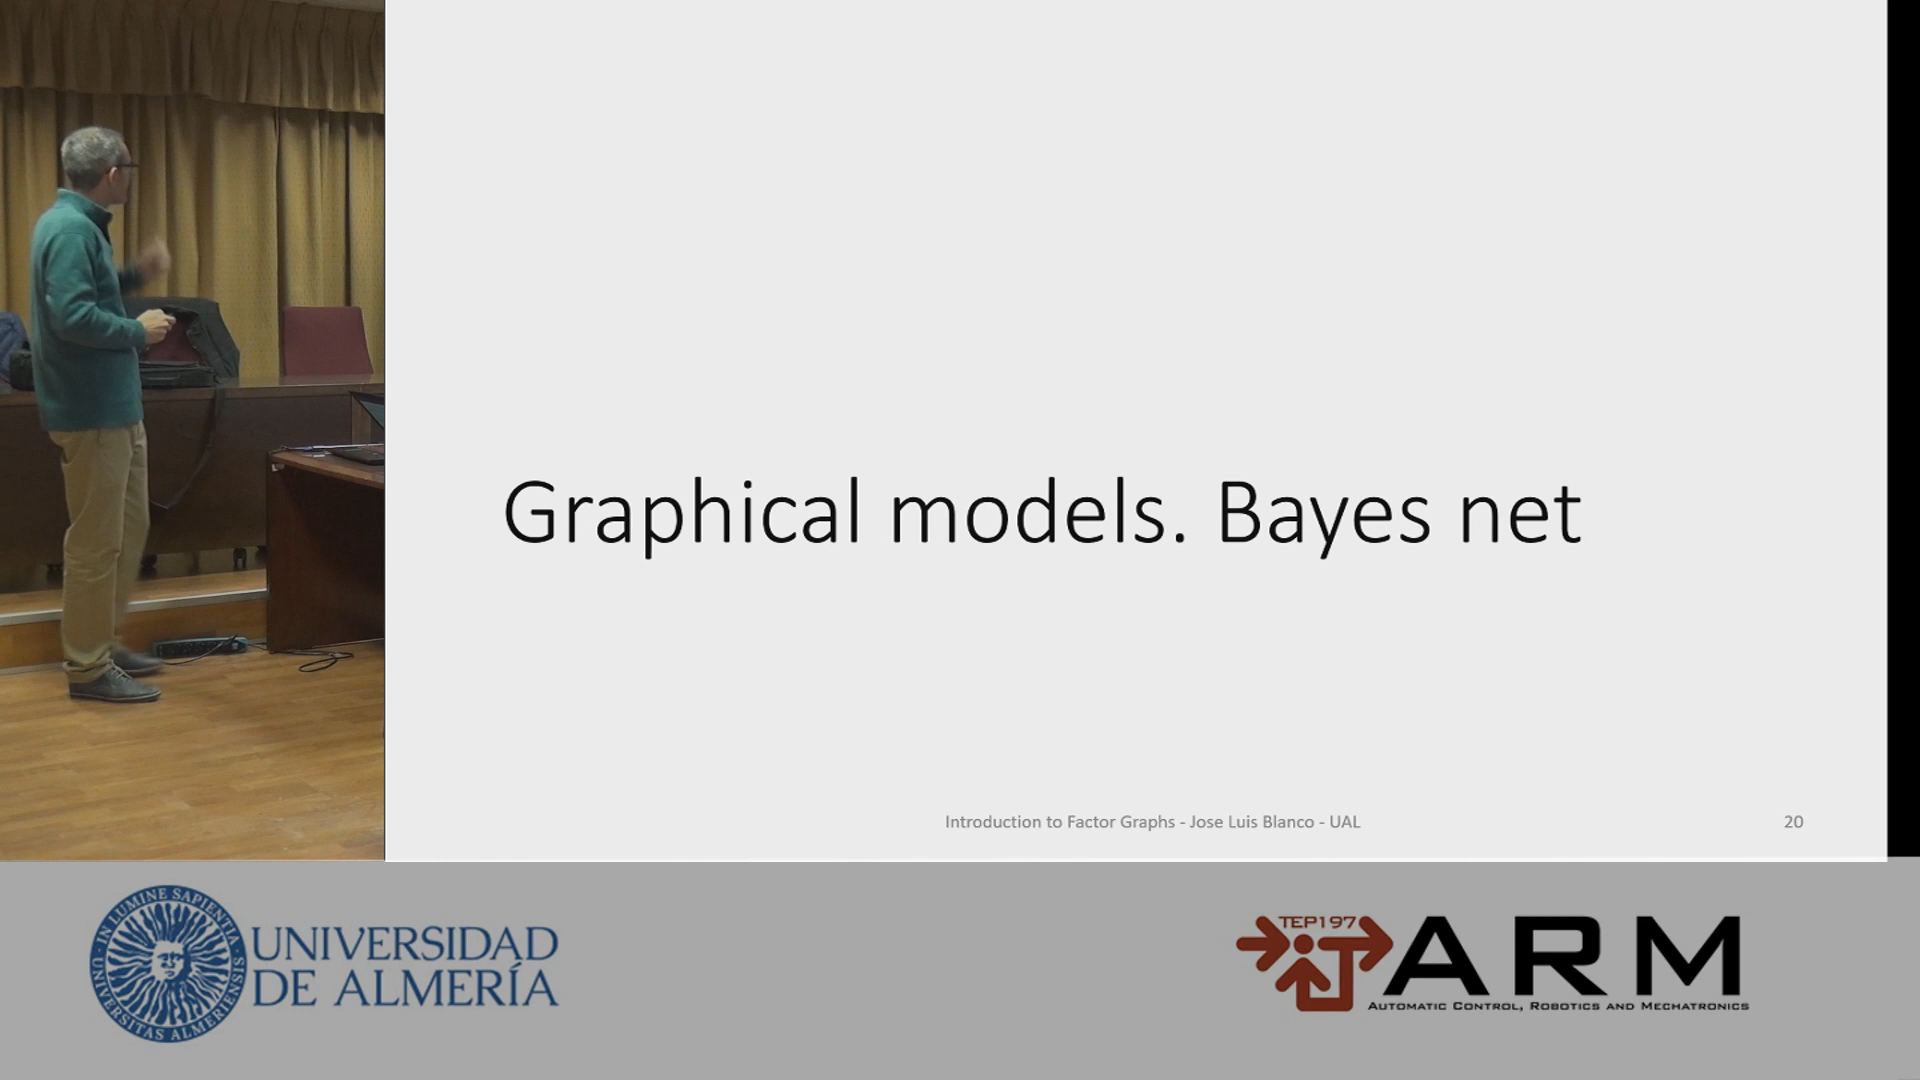 Graphical models. Bayes net
Introduction to Factor Graphs - Jose Luis Blanco - UAL
20
IN LUMINE SAPIENTIA
UNIVERSITAS ALMERIENSIS
UNIVERSIDAD
DE ALMERÍA
TEP197
ARM
AUTOMATIC CONTROL, ROBOTICS AND MECHATRONICS